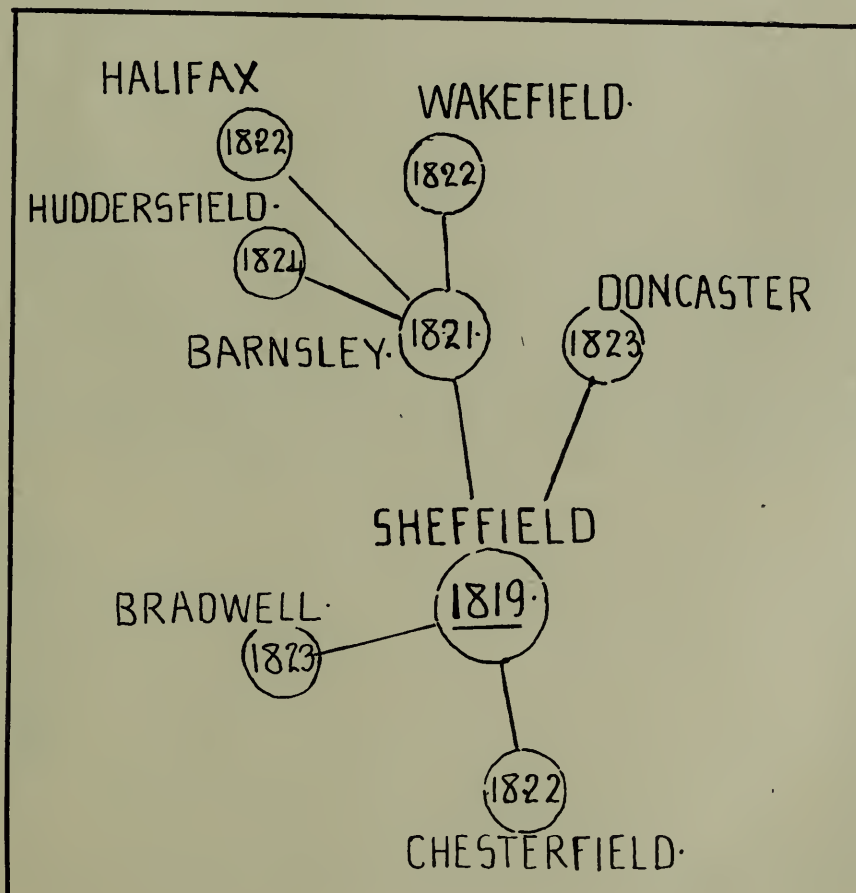 HALIFAX
1822
WAKEFIELD.
1822
HUDDERSFIELD.
1821
DONCASTER
1823
BARNSLEY.
1821.
SHEFFIELD
1819.
BRADWELL.
1823
1822
CHESTERFIELD.